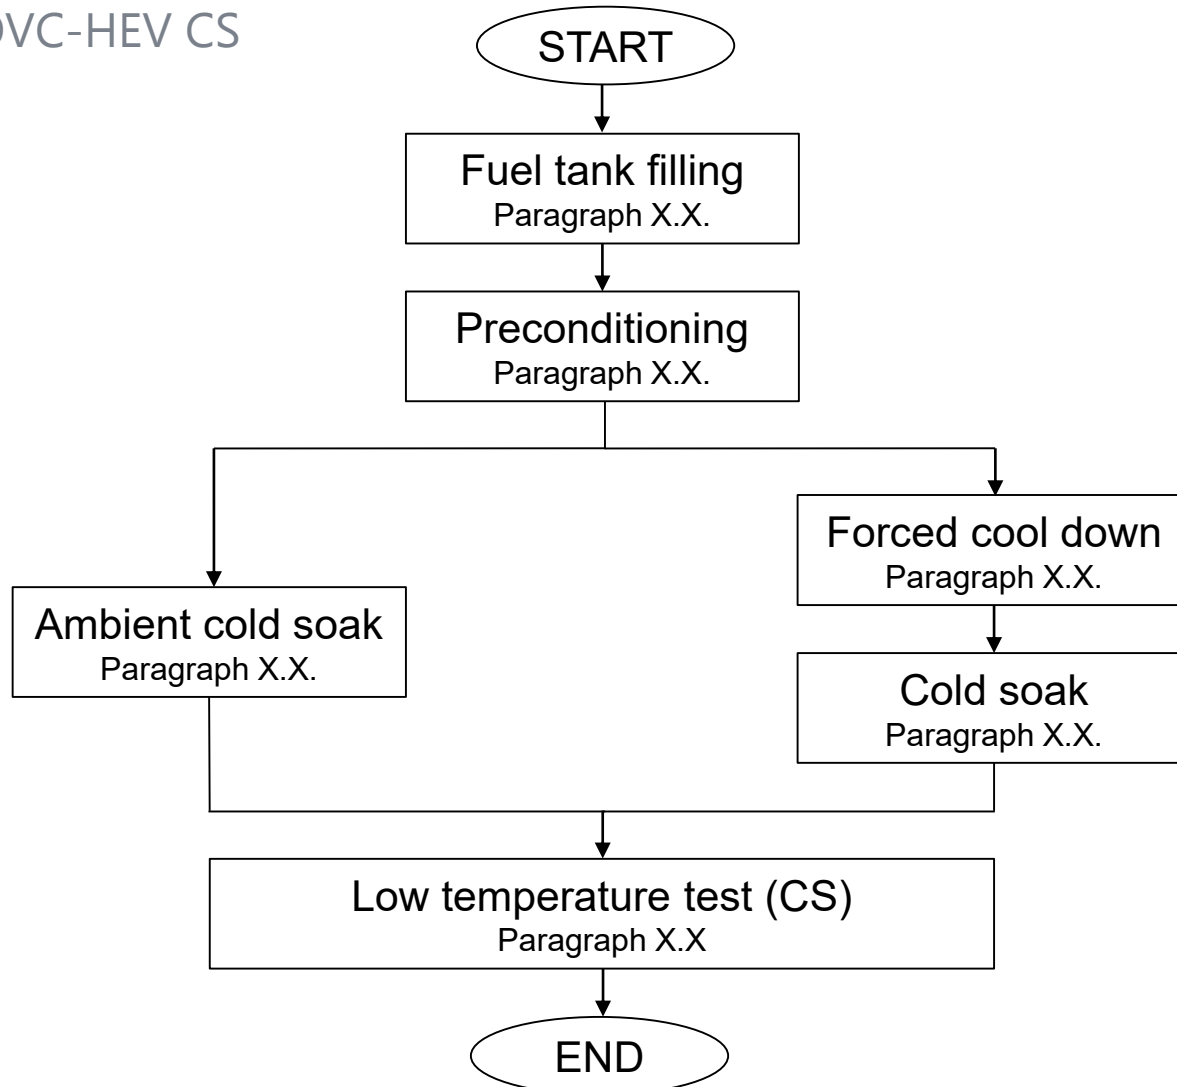 OVC-HEV CS
START
Fuel tank filling
Paragraph X.X.
Preconditioning
Paragraph X.X.
Forced cool down
Paragraph X.X.
Ambient cold soak
Paragraph X.X.
Cold soak
Paragraph X.X.
Low temperature test (CS)
Paragraph X.X
END